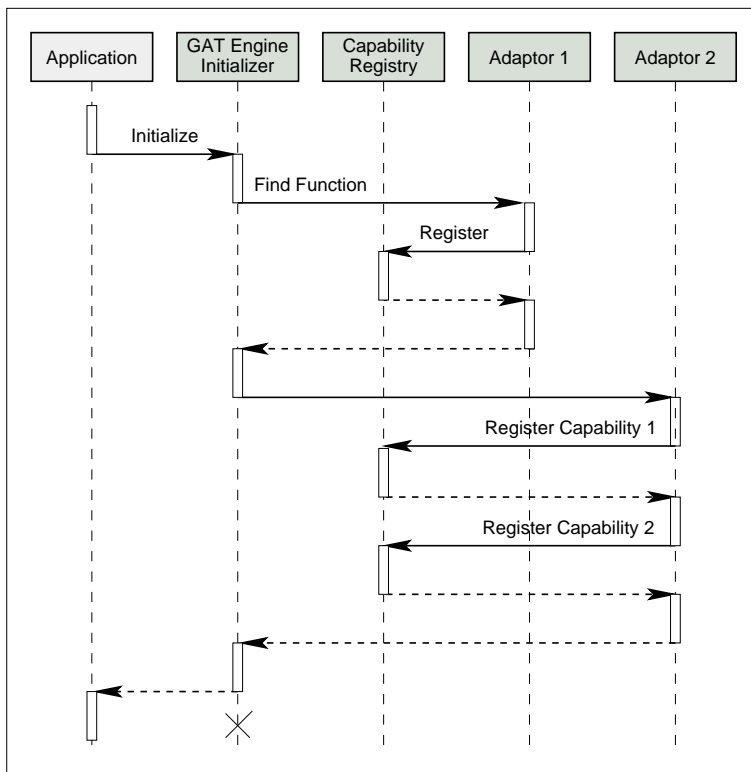 Application
GAT Engine
Initializer
Capability
Registry
Adaptor 1
Adaptor 2
Initialize
Find Function
Register
Register Capability 1
Register Capability 2